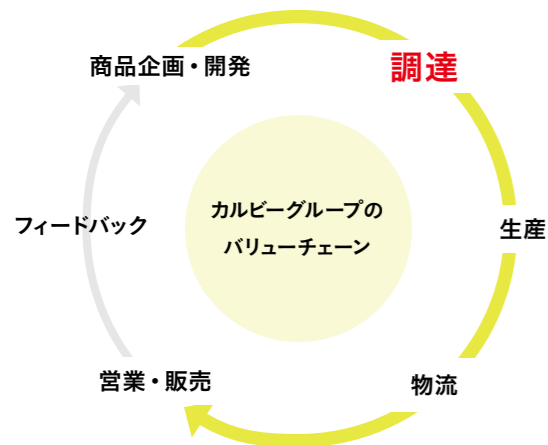 商品企画・開発
調達
カルビーグループの
バリューチェーン
フィードバック
生産
営業・販売
物流